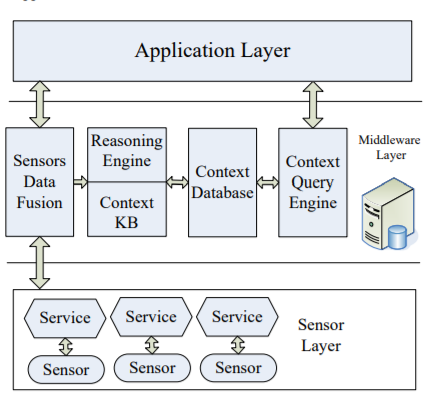 Application Layer
Sensors
Data
Fusion
Reasoning
Engine
Context
KB
Context
Database
Context
Query
Engine
Middleware
Layer
Service
Service
Service
Sensor
Sensor
Sensor
Sensor
Layer